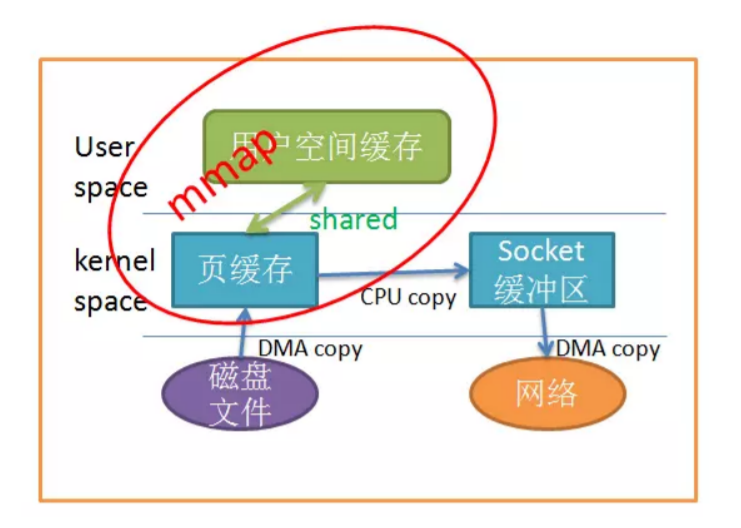 User
space
用户空间缓存
mmap
shared
kernel
space
页缓存
CPU copy
Socket
缓冲区
DMA copy
DMA copy
磁盘
文件
网络